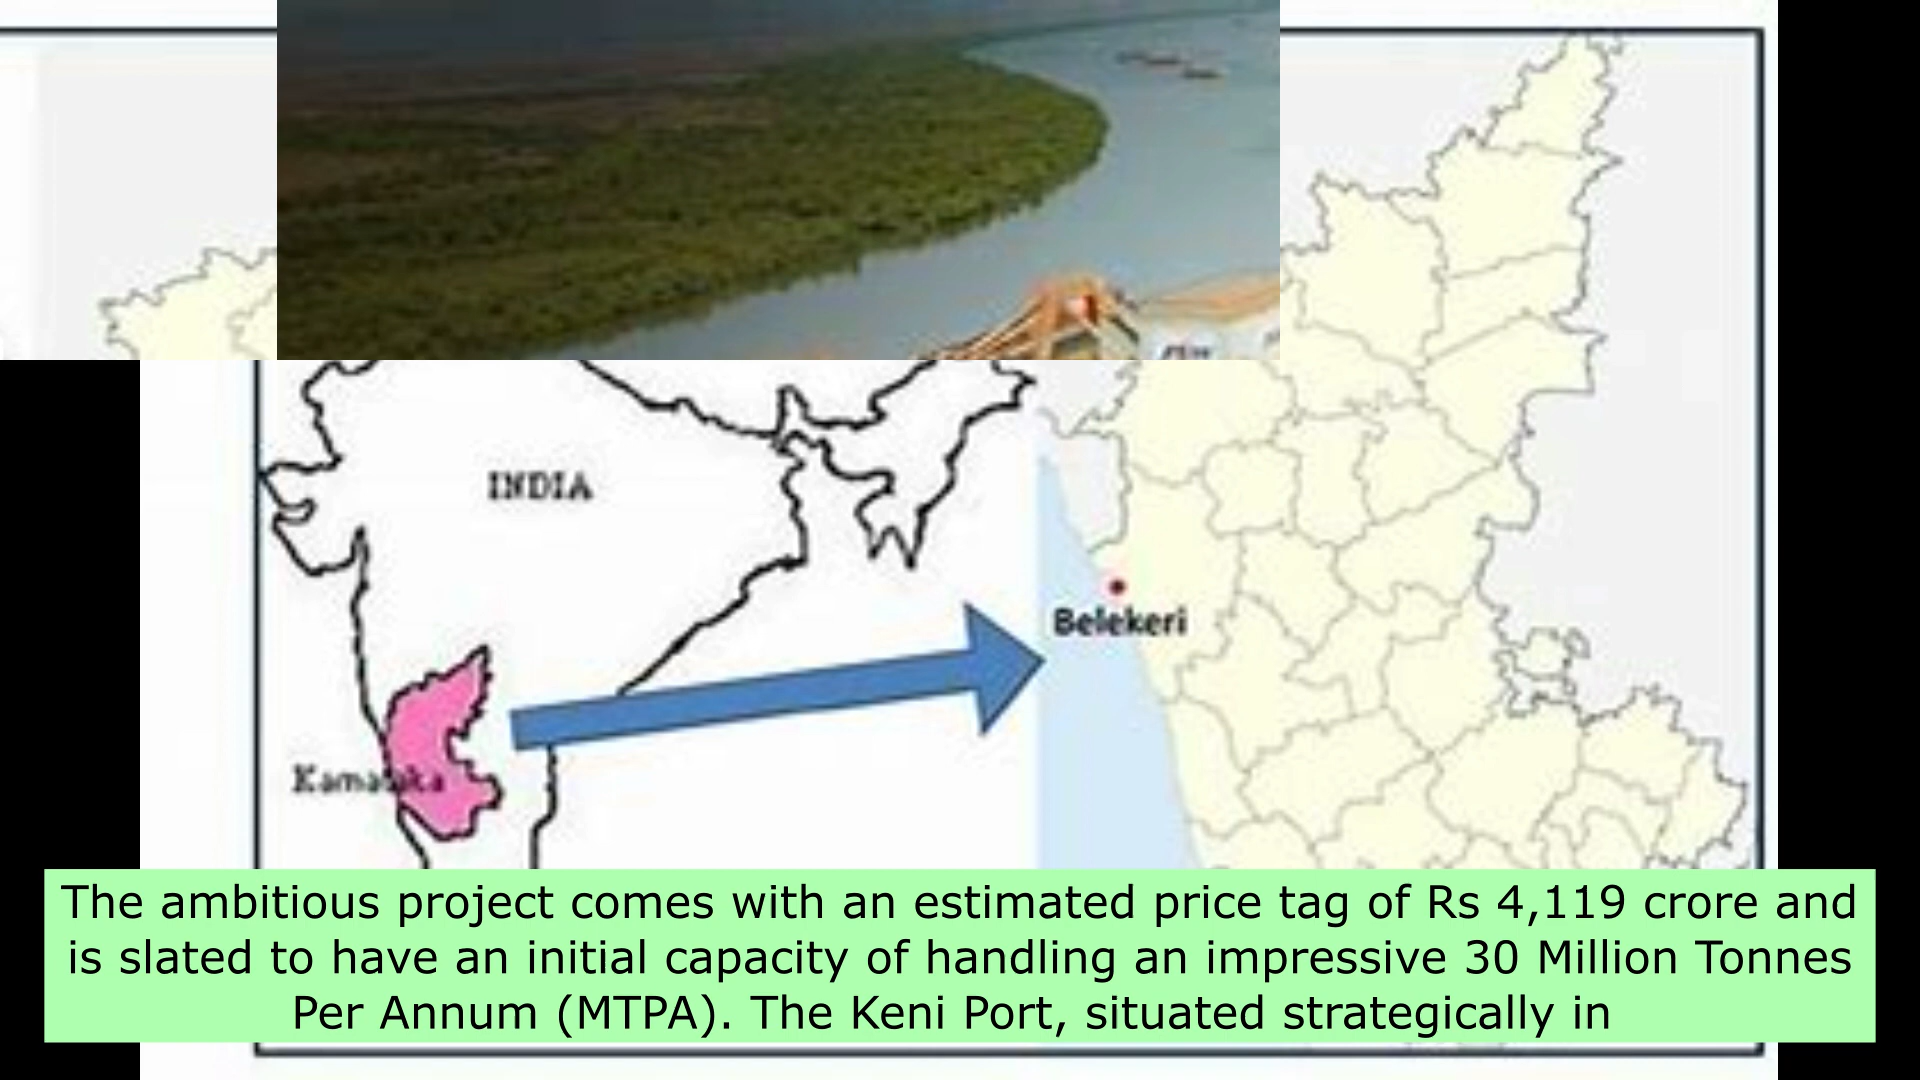 INDIA
Belekeri
Karnataka
The ambitious project comes with an estimated price tag of Rs 4,119 crore and
is slated to have an initial capacity of handling an impressive 30 Million Tonnes
Per Annum (MTPA). The Keni Port, situated strategically in